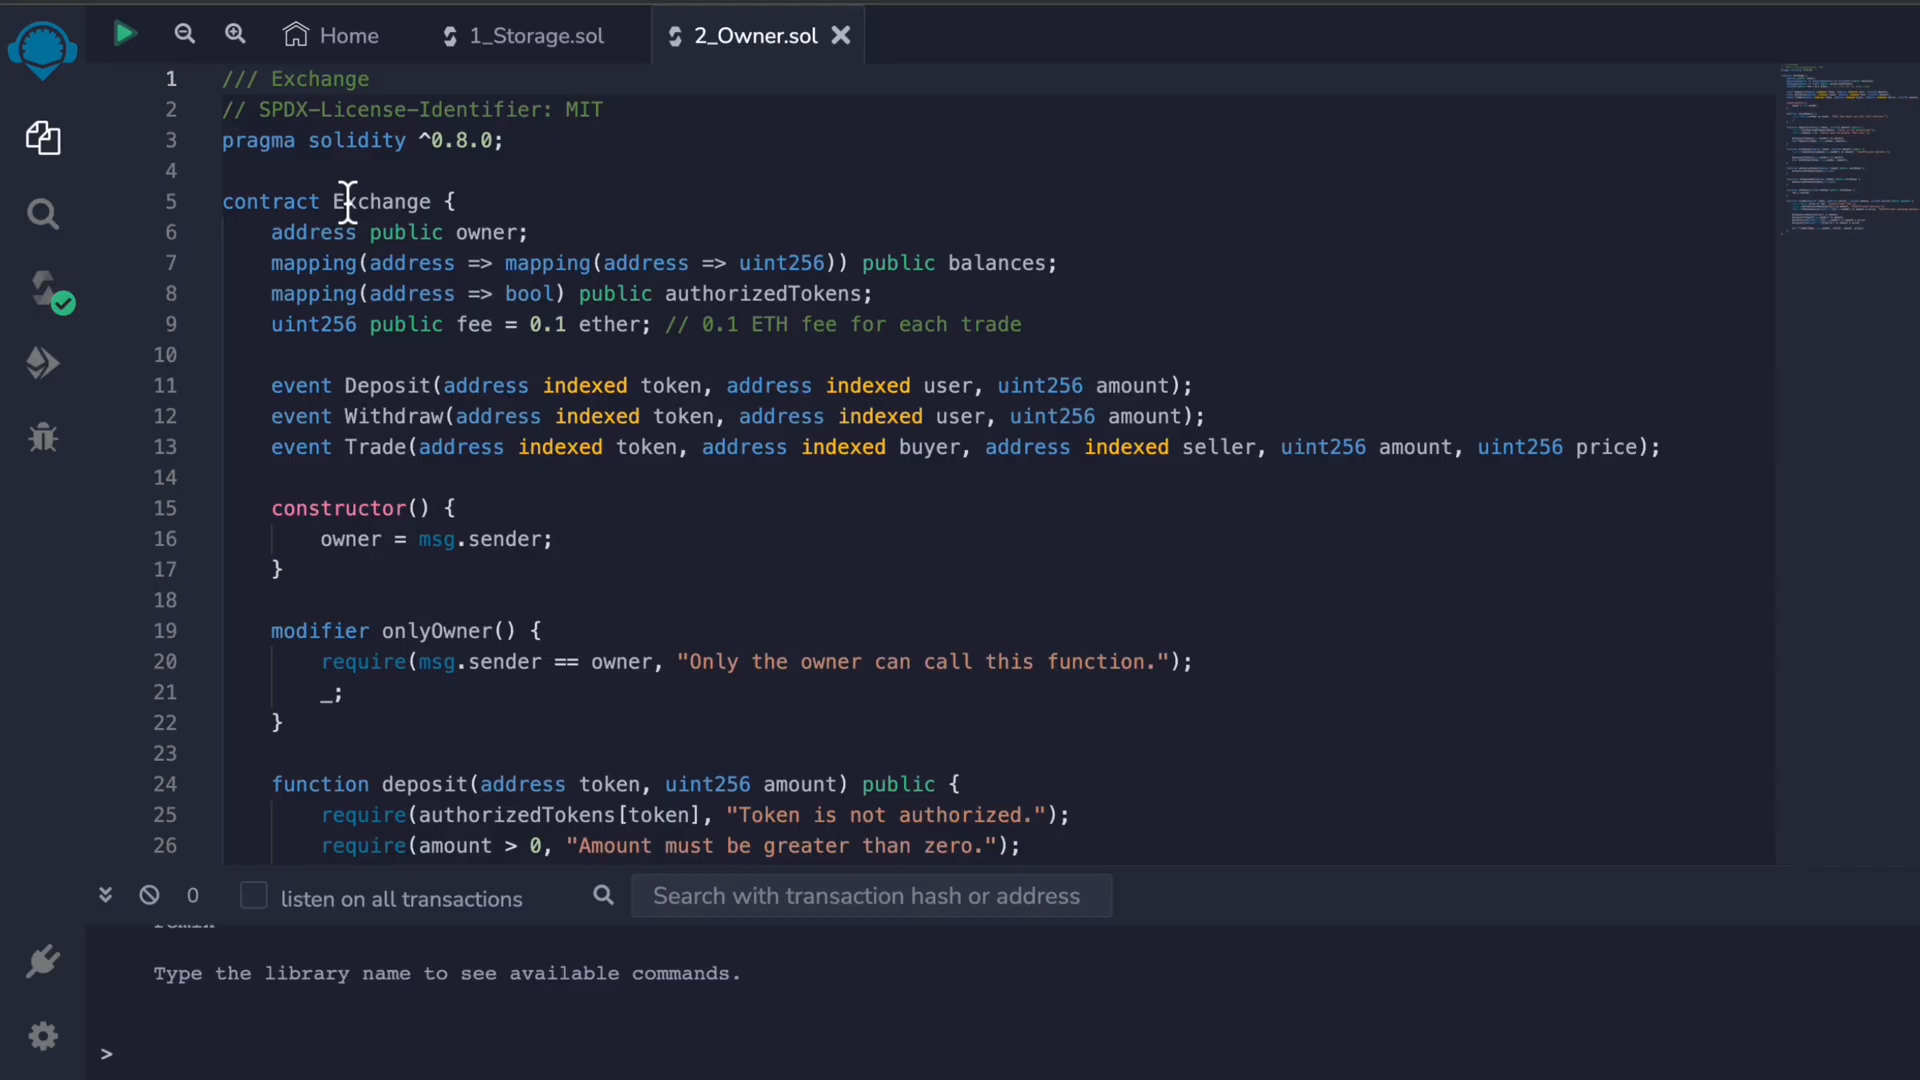 Home
1_Storage.sol
2_Owner.sol
1 /// Exchange
2 // SPDX-License-Identifier: MIT
3 pragma solidity ^0.8.0;
4
5 contract Exchange {
6 address public owner;
7 mapping(address => mapping(address => uint256)) public balances;
8 mapping(address => bool) public authorizedTokens;
9 uint256 public fee = 0.1 ether; // 0.1 ETH fee for each trade
10
11 event Deposit(address indexed token, address indexed user, uint256 amount);
12 event Withdraw(address indexed token, address indexed user, uint256 amount);
13 event Trade(address indexed token, address indexed buyer, address indexed seller, uint256 amount, uint256 price);
14
15 constructor() {
16 owner = msg.sender;
17 }
18
19 modifier onlyOwner() {
20 require(msg.sender == owner, "Only the owner can call this function.");
21 _;
22 }
23
24 function deposit(address token, uint256 amount) public {
25 require(authorizedTokens[token], "Token is not authorized.");
26 require(amount > 0, "Amount must be greater than zero.");
0
listen on all transactions
Search with transaction hash or address
Type the library name to see available commands.
>